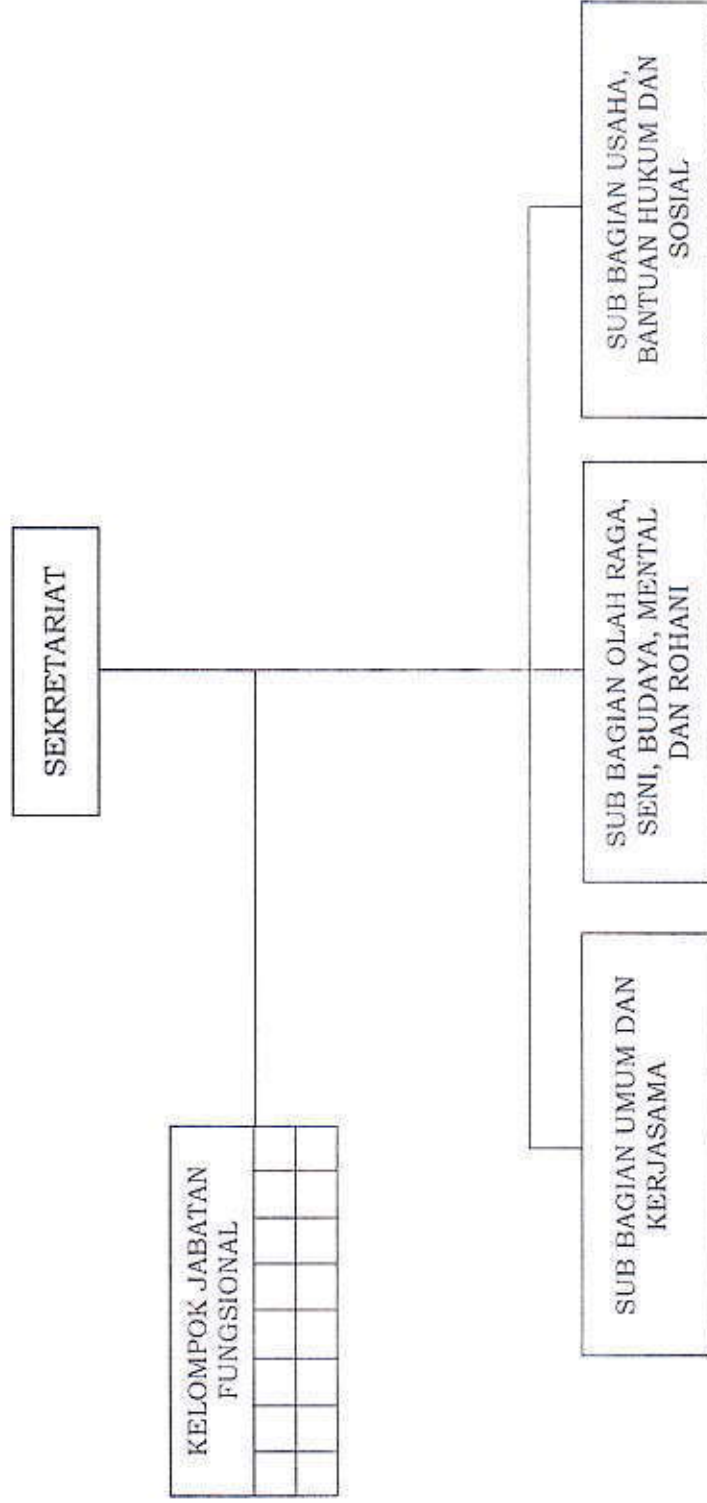 SEKRETARIAT
KELOMPOK JABATAN
FUNGSIONAL
SUB BAGIAN UMUM DAN
KERJASAMA
SUB BAGIAN OLAH RAGA,
SENI, BUDAYA, MENTAL
DAN ROHANI
SUB BAGIAN USAHA,
BANTUAN HUKUM DAN
SOSIAL